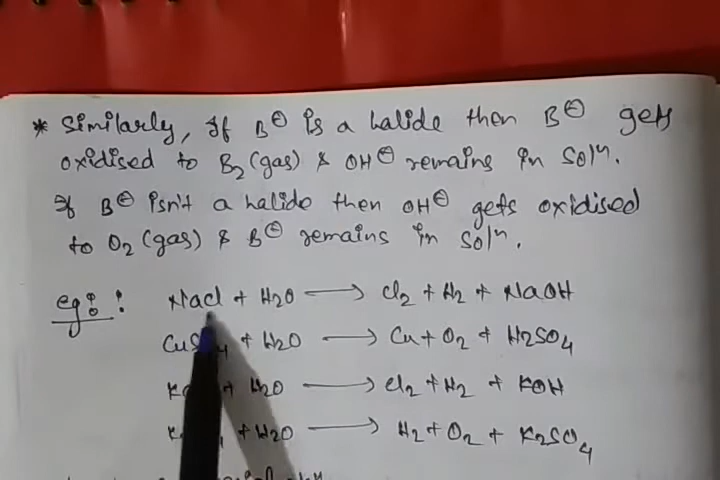 * Similarly, If B⊖ is a halide then B⊖ gets
oxidised to B2 (gas) & OH⊖ remains in Solⁿ.
If B⊖ isn't a halide then OH⊖ gets oxidised
to O2 (gas) & B⊖ remains in Solⁿ.
eg: : NaCl + H2O → Cl2 + H2 + NaOH
+ H2O → Cu + O2 + H2SO4
+ H2O → Cl2 + H2 + KOH
+ H2O → H2 + O2 + K2SO4